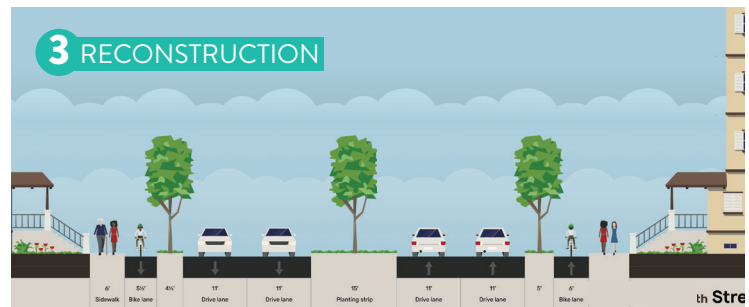 3 RECONSTRUCTION
6' 5½' 4½' 11' 11' 15' 11' 11' 5' 6'
Sidewalk Bike lane Drive lane Drive lane Planting strip Drive lane Drive lane Bike lane
th Stre